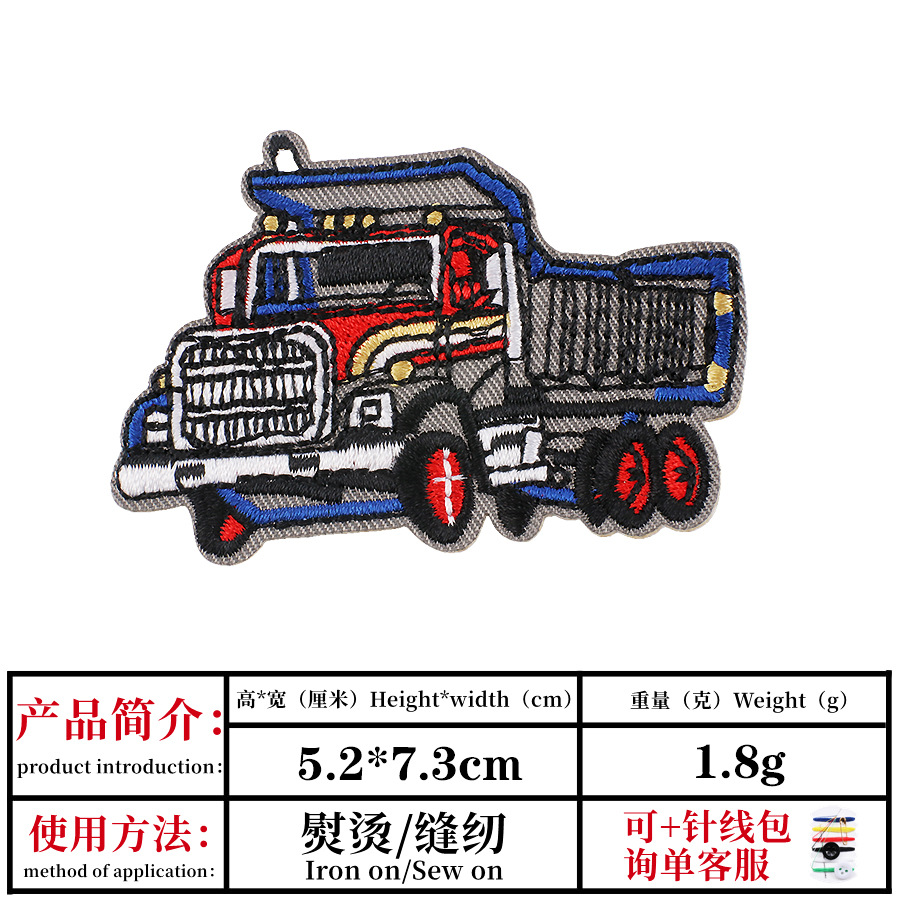 产品简介：
product introduction:
高*宽（厘米）Height*width（cm）
重量（克）Weight（g）
5.2*7.3cm
1.8g
使用方法：
method of application:
熨烫/缝纫
Iron on/Sew on
可+针线包
询单客服